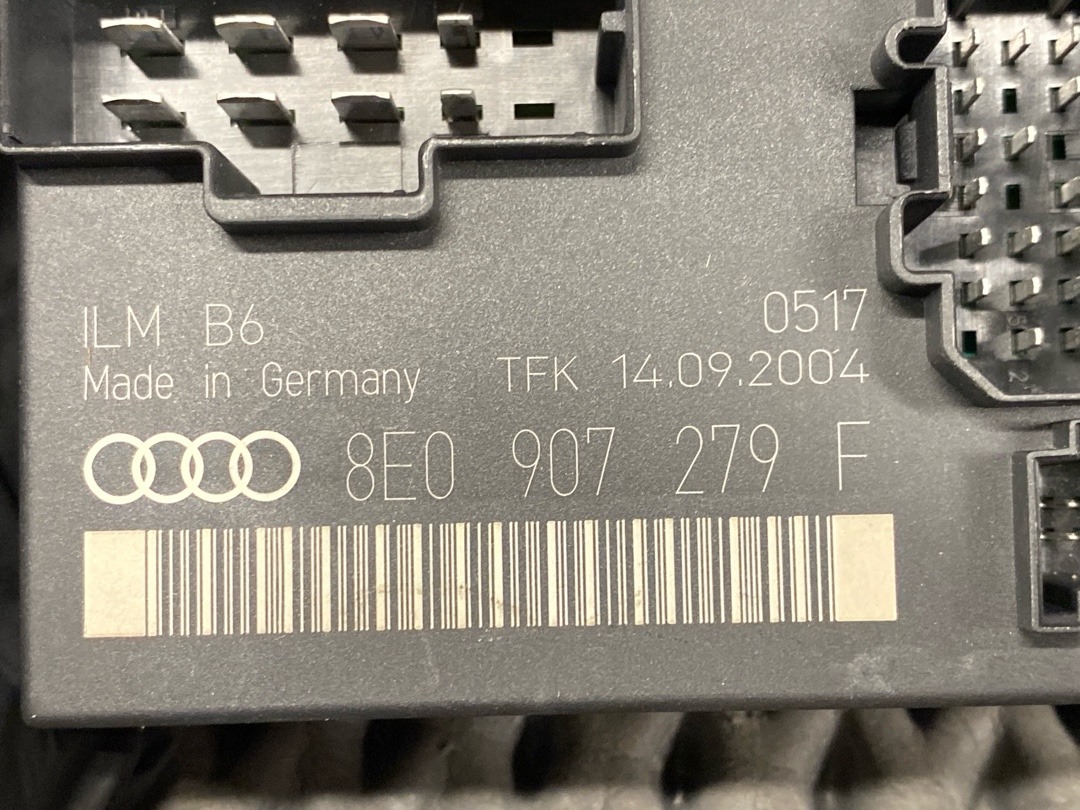 ILM B6 0517
Made in Germany TFK 14.09.2004
8E0 907 279 F